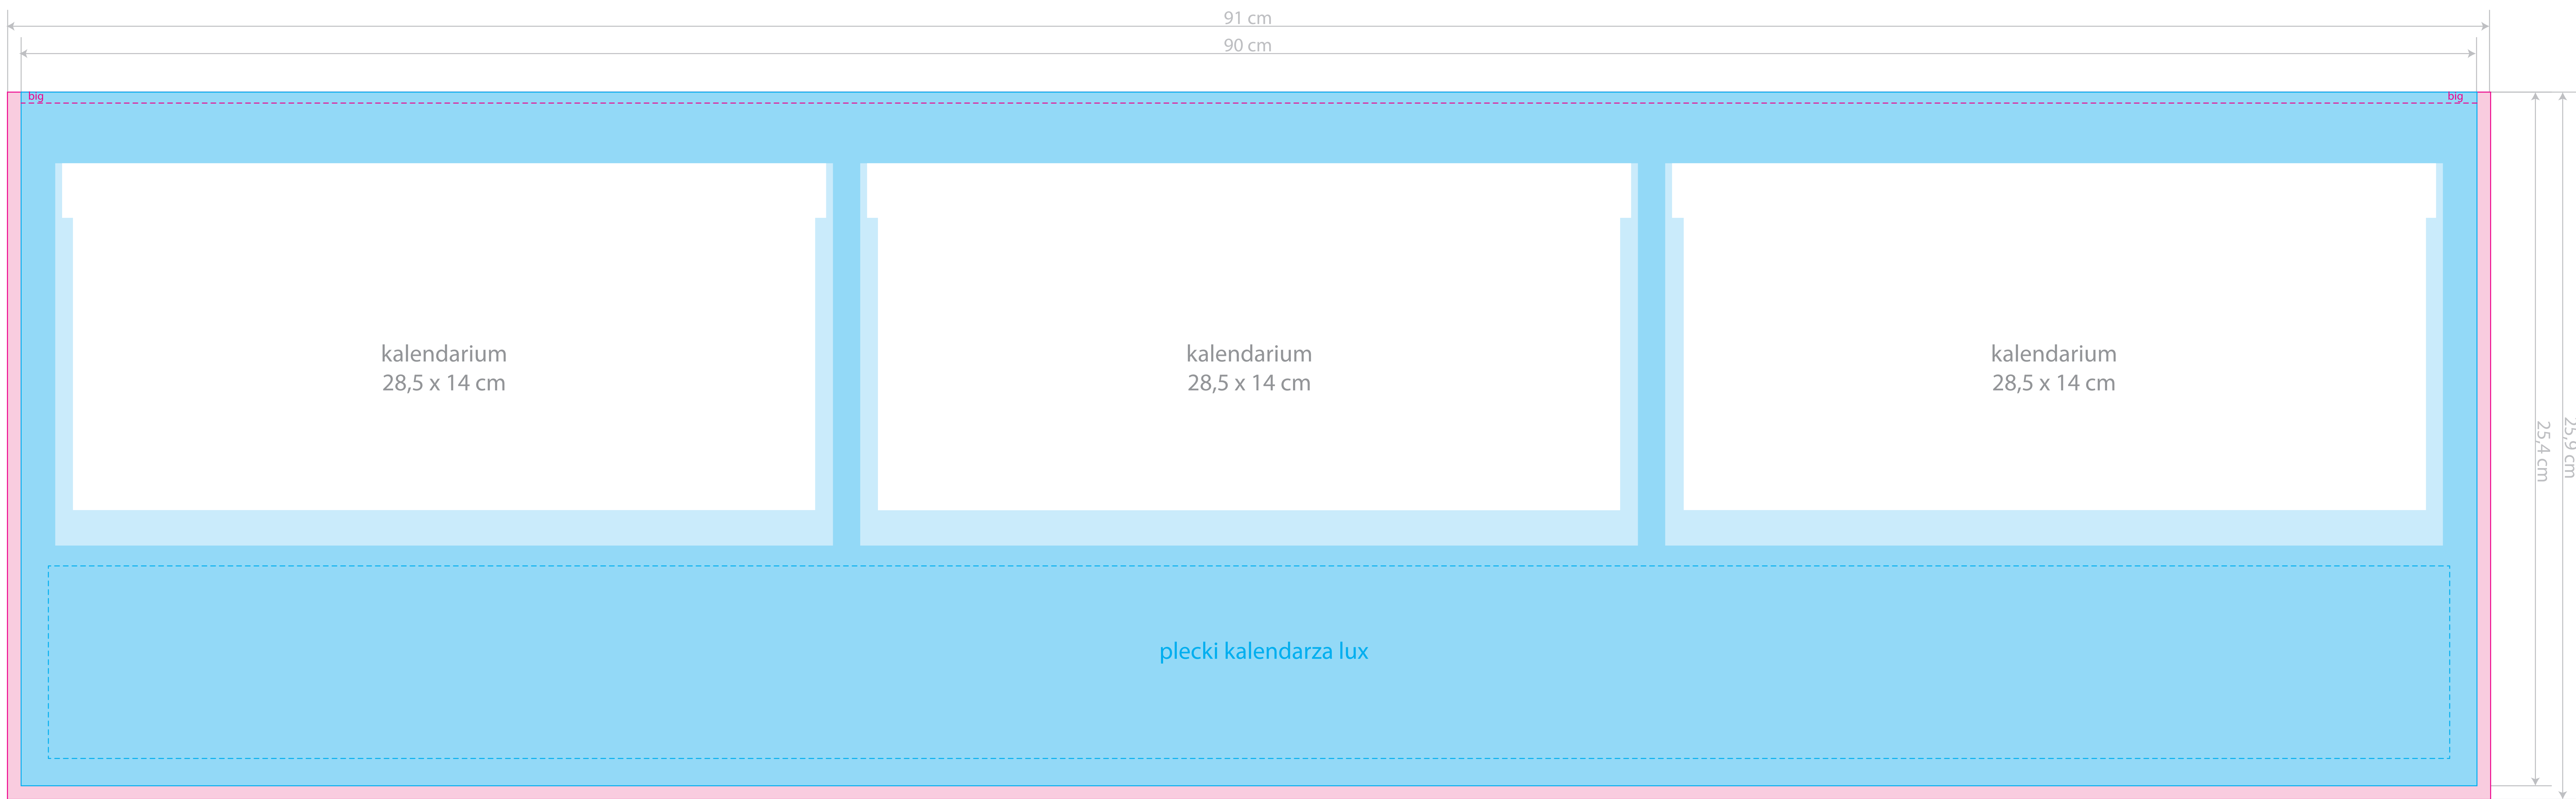 91 cm
90 cm
big
big
kalendarium
28,5 x 14 cm
kalendarium
28,5 x 14 cm
kalendarium
28,5 x 14 cm
25,4 cm
25,9 cm
plecki kalendarza lux